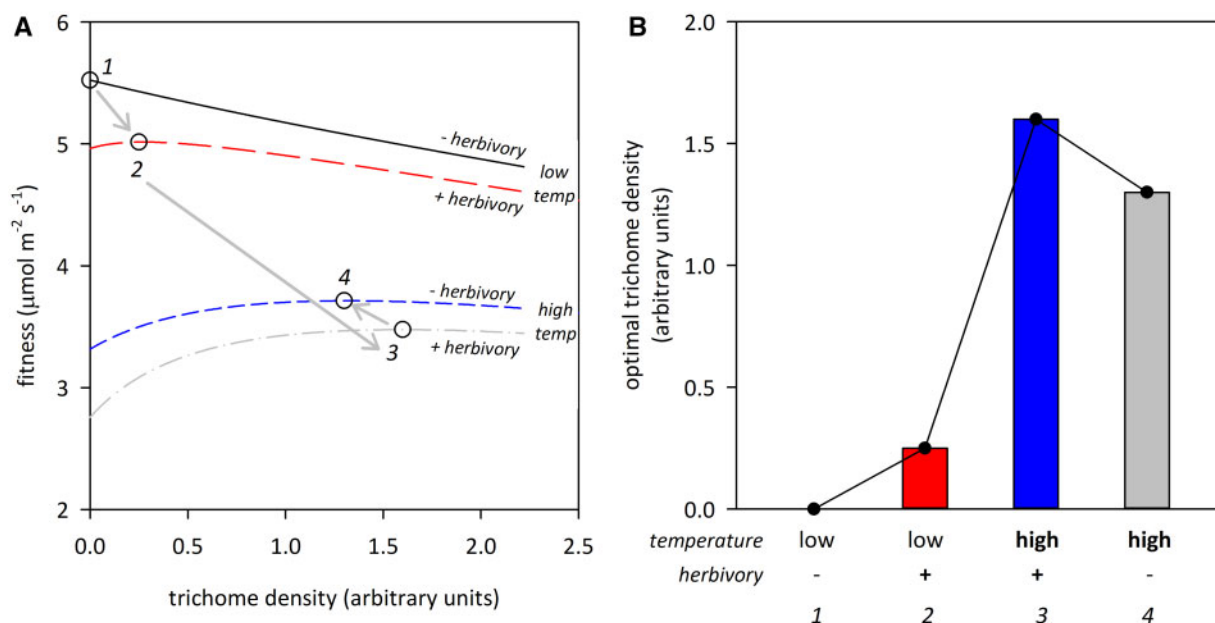 A
6
5
4
3
2
fitness (µmol m⁻² s⁻¹)
0.0 0.5 1.0 1.5 2.0 2.5
trichome density (arbitrary units)
1
2
4
3
- herbivory
low
temp
+ herbivory
- herbivory
high
temp
+ herbivory
B
2.0
1.5
1.0
0.5
0.0
optimal trichome density
(arbitrary units)
temperature low low high high
herbivory - + + -
1 2 3 4